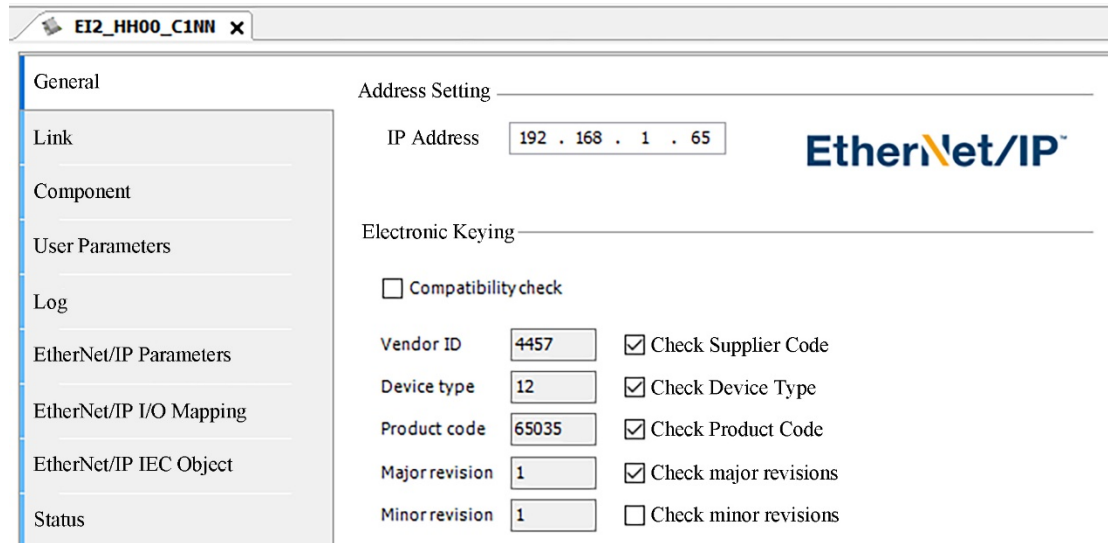 EI2_HH00_C1NN X
General
Link
Component
User Parameters
Log
EtherNet/IP Parameters
EtherNet/IP I/O Mapping
EtherNet/IP IEC Object
Status
Address Setting
IP Address 192 . 168 . 1 . 65
EtherNet/IP™
Electronic Keying
Compatibility check
Vendor ID 4457 Check Supplier Code
Device type 12 Check Device Type
Product code 65035 Check Product Code
Major revision 1 Check major revisions
Minor revision 1 Check minor revisions